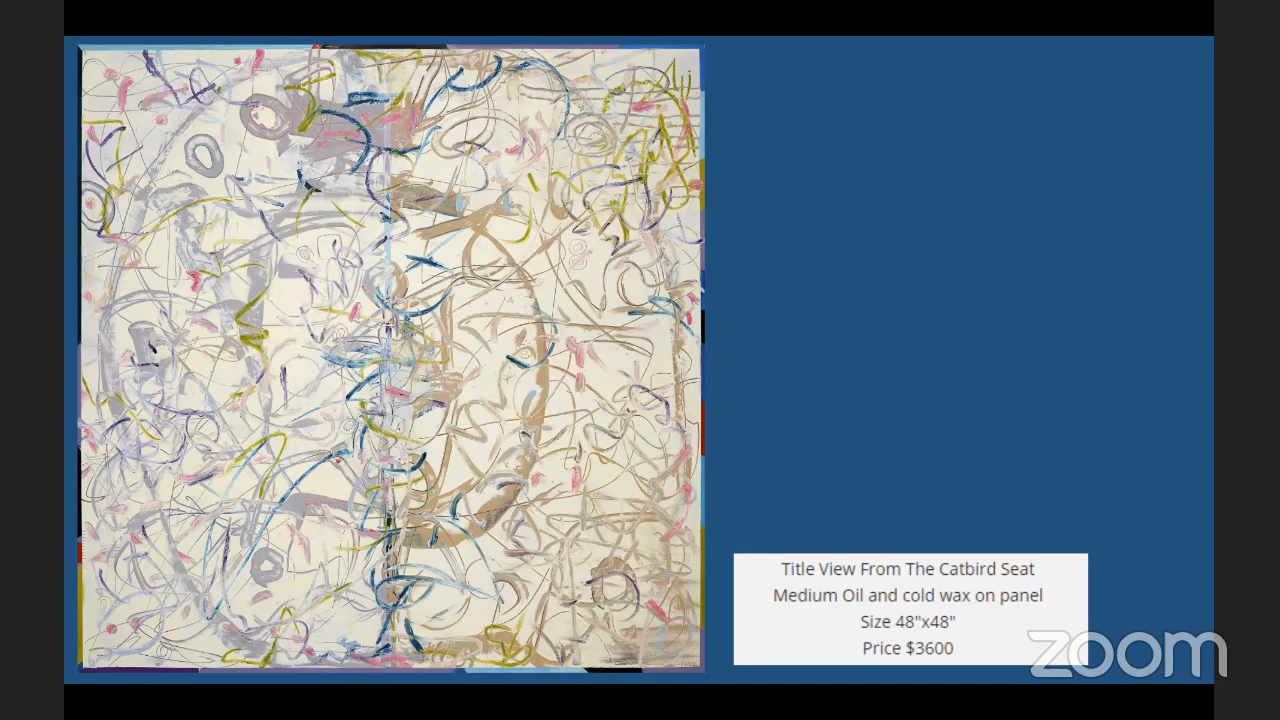 Title View From The Catbird Seat
Medium Oil and cold wax on panel
Size 48"x48"
Price $3600
zoom